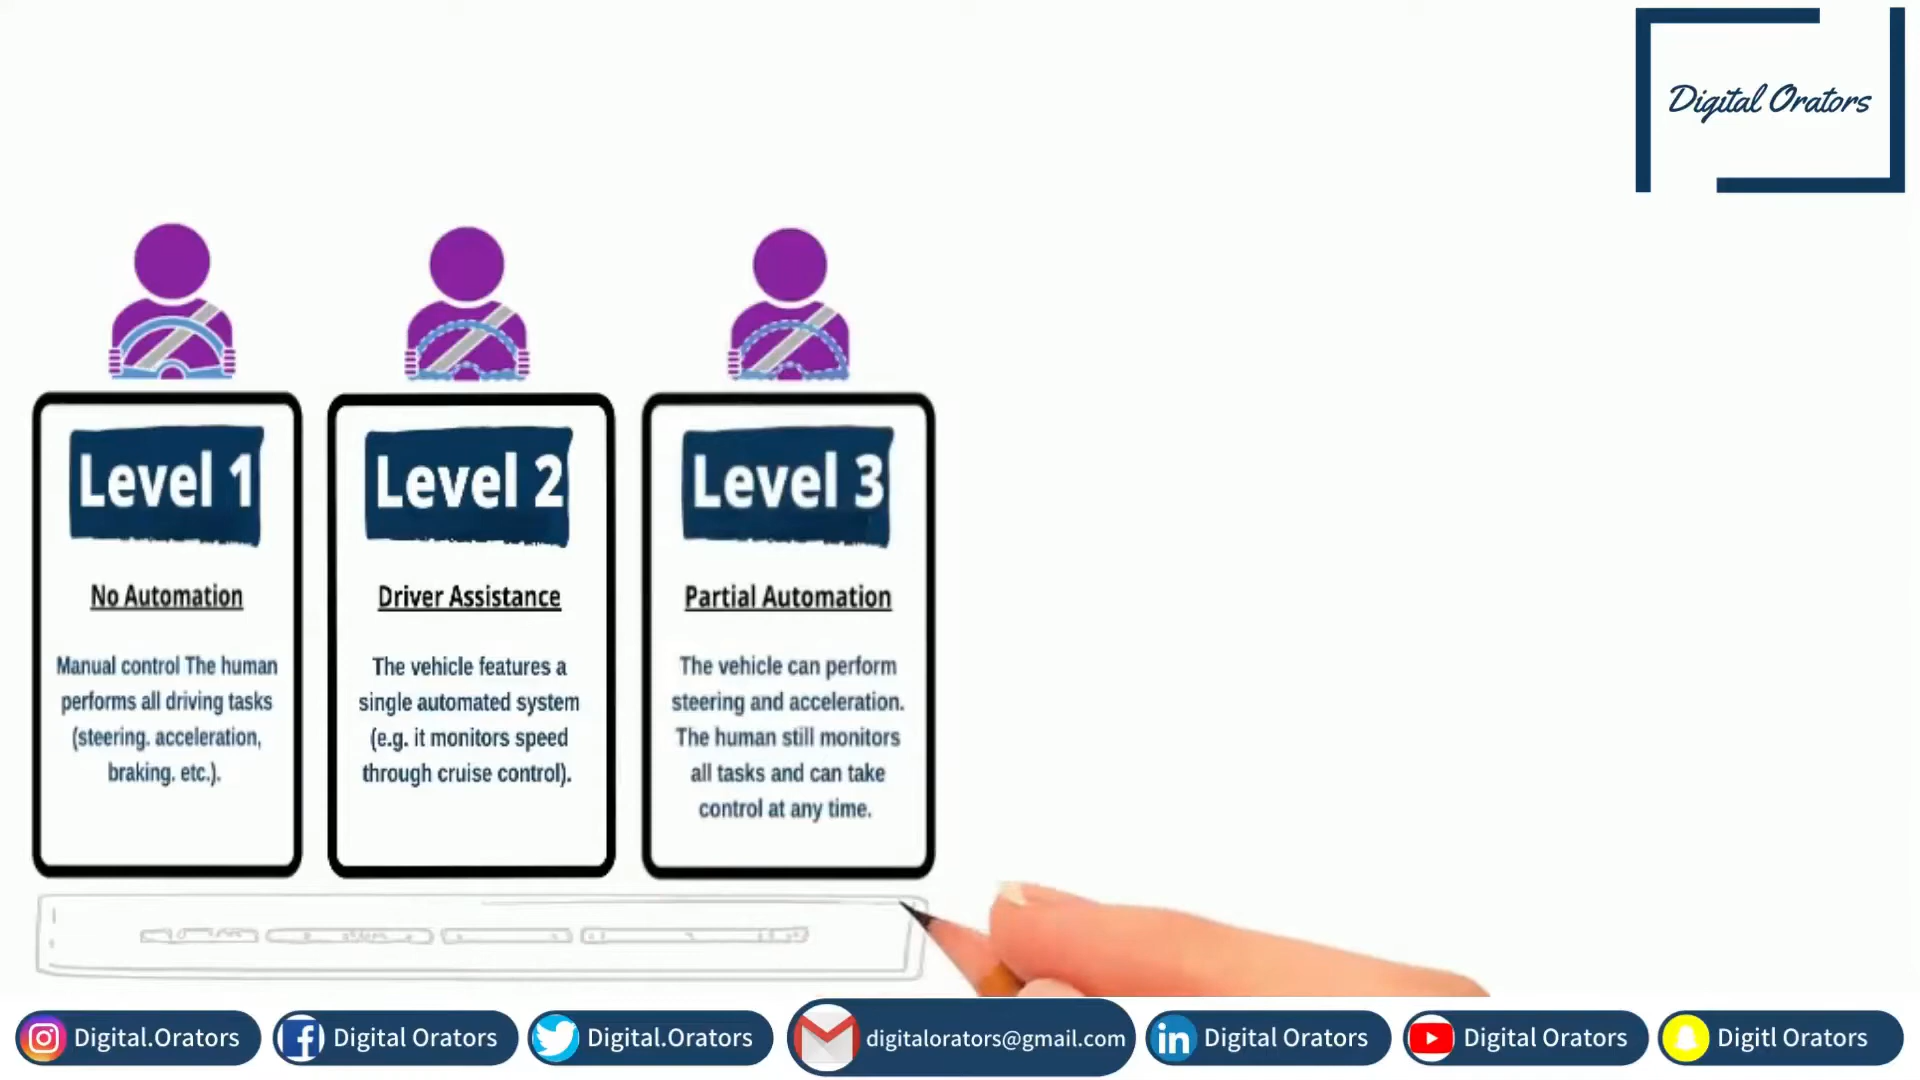 Digital Orators
Level 1
No Automation
Manual control The human
performs all driving tasks
(steering. acceleration,
braking. etc.).
Level 2
Driver Assistance
The vehicle features a
single automated system
(e.g. it monitors speed
through cruise control).
Level 3
Partial Automation
The vehicle can perform
steering and acceleration.
The human still monitors
all tasks and can take
control at any time.
Digital.Orators
Digital Orators
Digital.Orators
digitalorators@gmail.com
Digital Orators
Digital Orators
Digitl Orators